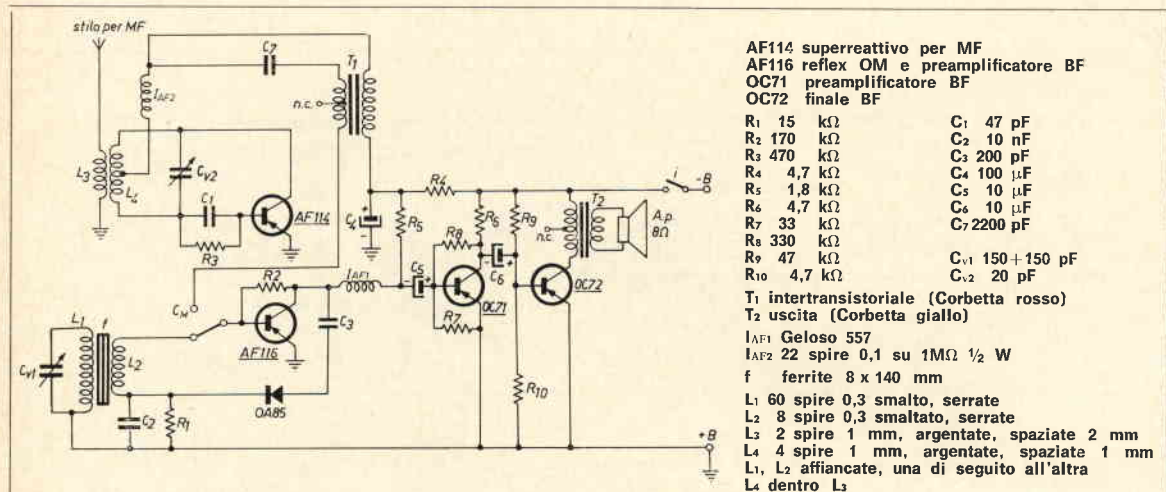 stilo per MF
C7
T1
IAF2
n.c.
L3
L4
Cv2
C1
R3
AF114
R4
i
-B
R5
R6
R9
T2
A.p.
8Ω
n.c.
C4
+
R8
C5
+
C6
+
OC71
OC72
R7
R10
CM
R2
IAF1
C3
L1
f
L2
Cv1
AF116
C2
R1
OA85
+B
AF114 superreattivo per MF
AF116 reflex OM e preamplificatore BF
OC71 preamplificatore BF
OC72 finale BF
R1 15 kΩ C1 47 pF
R2 170 kΩ C2 10 nF
R3 470 kΩ C3 200 pF
R4 4,7 kΩ C4 100 µF
R5 1,8 kΩ C5 10 µF
R6 4,7 kΩ C6 10 µF
R7 33 kΩ C7 2200 pF
R8 330 kΩ
R9 47 kΩ Cv1 150+150 pF
R10 4,7 kΩ Cv2 20 pF
T1 intertransistoriale (Corbetta rosso)
T2 uscita (Corbetta giallo)
IAF1 Geloso 557
IAF2 22 spire 0,1 su 1MΩ ½ W
f ferrite 8 x 140 mm
L1 60 spire 0,3 smalto, serrate
L2 8 spire 0,3 smaltato, serrate
L3 2 spire 1 mm, argentate, spaziate 2 mm
L4 4 spire 1 mm, argentate, spaziate 1 mm
L1, L2 affiancate, una di seguito all'altra
L4 dentro L3